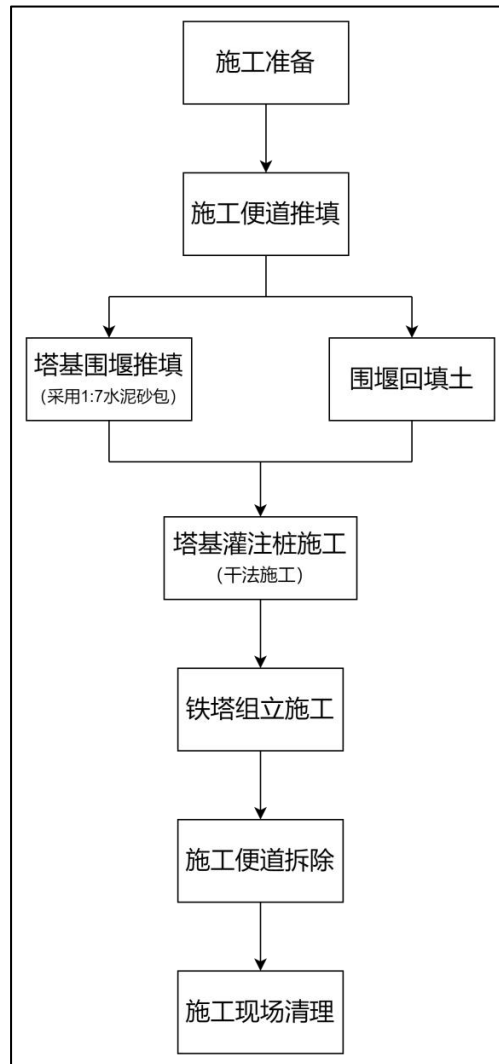 施工准备
施工便道推填
塔基围堰推填
（采用1:7水泥砂包）
围堰回填土
塔基灌注桩施工
（干法施工）
铁塔组立施工
施工便道拆除
施工现场清理